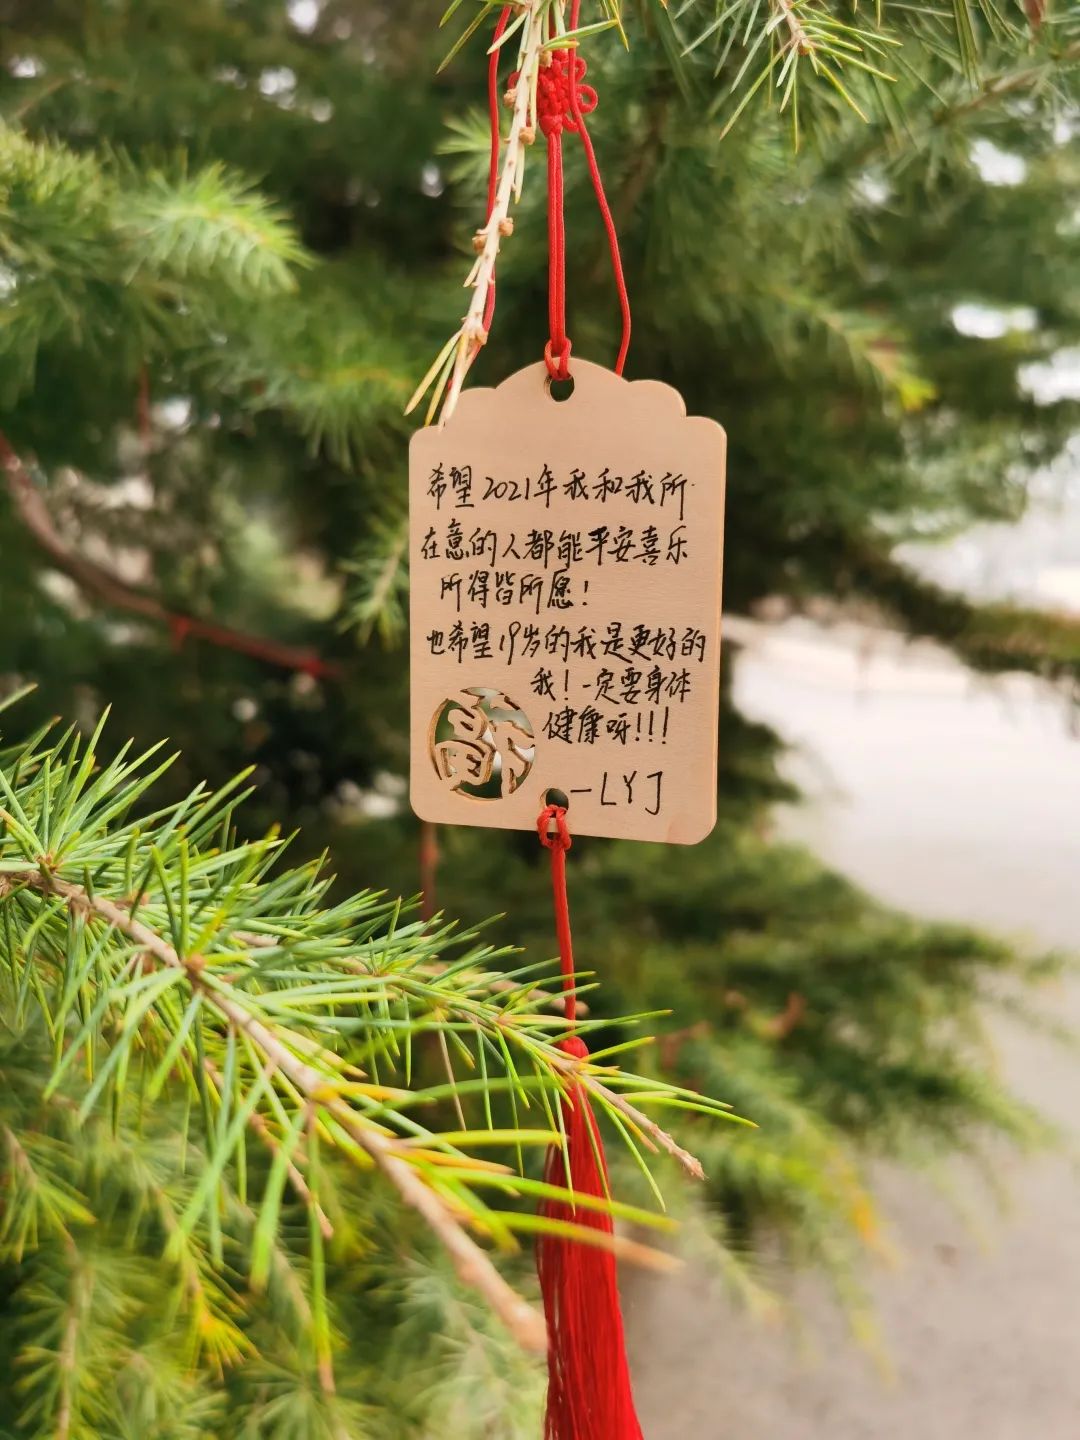 希望2021年我和我所
在意的人都能平安喜乐
所得皆所愿！
也希望19岁的我是更好的
我！一定要身体
健康呀!!!
—LYJ